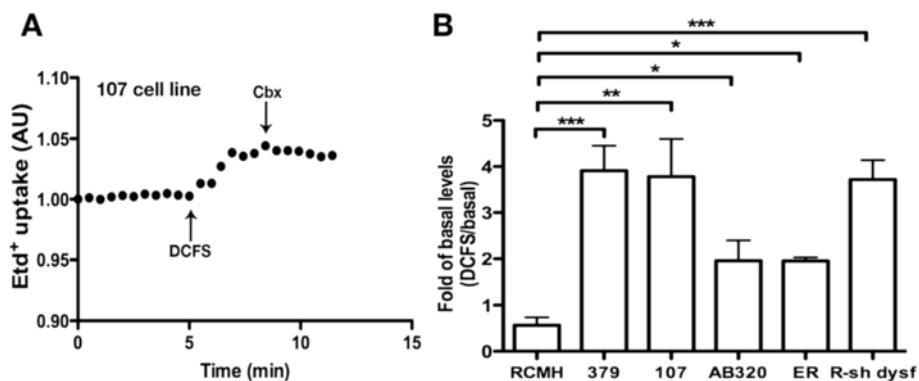 A
107 cell line
Cbx
DCFS
Etd+ uptake (AU)
1.10
1.05
1.00
0.95
0.90
0 5 10 15
Time (min)
B
***
*
*
**
***
Fold of basal levels
(DCFS/basal)
5
4
3
2
1
0
RCMH 379 107 AB320 ER R-sh dysf